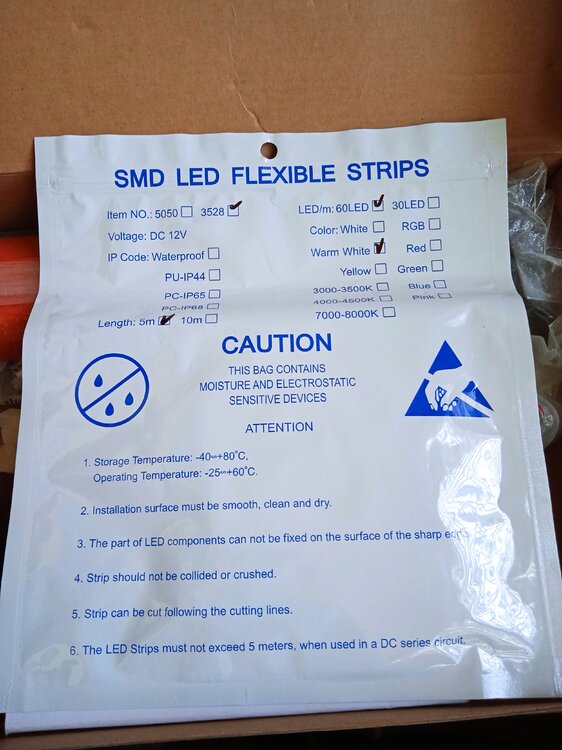 SMD LED FLEXIBLE STRIPS
Item NO.: 5050 3528 LED/m: 60LED 30LED
Voltage: DC 12V Color: White RGB
IP Code: Waterproof Warm White Red
PU-IP44 Yellow Green
PC-IP65 3000-3500K Blue
PC-IP68 4000-4500K Pink
Length: 5m 10m 7000-8000K
CAUTION
THIS BAG CONTAINS
MOISTURE AND ELECTROSTATIC
SENSITIVE DEVICES
ATTENTION
1. Storage Temperature: -40∽+80°C,
Operating Temperature: -25∽+60°C.
2. Installation surface must be smooth, clean and dry.
3. The part of LED components can not be fixed on the surface of the sharp edge.
4. Strip should not be collided or crushed.
5. Strip can be cut following the cutting lines.
6. The LED Strips must not exceed 5 meters, when used in a DC series circuit.